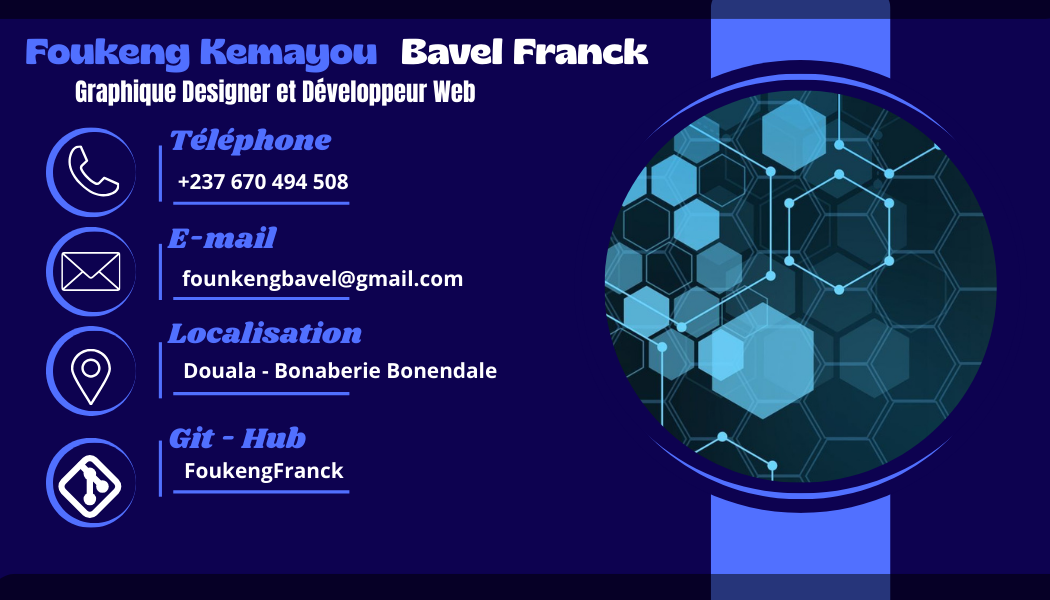 Foukeng Kemayou Bavel Franck
Graphique Designer et Développeur Web
Téléphone
+237 670 494 508
E-mail
founkengbavel@gmail.com
Localisation
Douala - Bonaberie Bonendale
Git - Hub
FoukengFranck